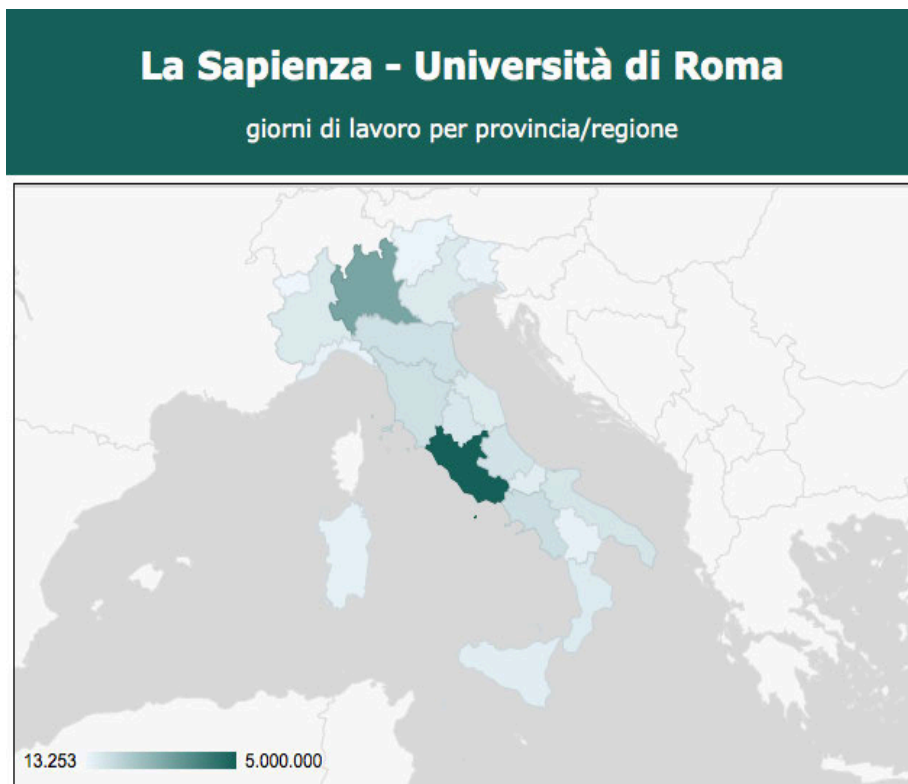 La Sapienza - Università di Roma
giorni di lavoro per provincia/regione
13.253 5.000.000